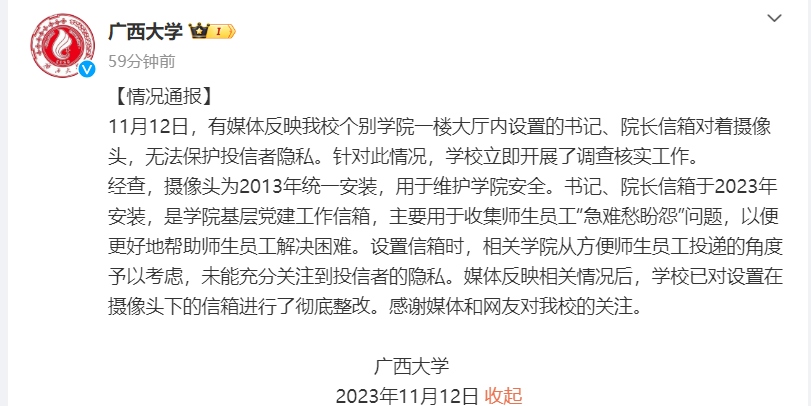 广西大学
59分钟前
【情况通报】
11月12日，有媒体反映我校个别学院一楼大厅内设置的书记、院长信箱对着摄像
头，无法保护投信者隐私。针对此情况，学校立即开展了调查核实工作。
经查，摄像头为2013年统一安装，用于维护学院安全。书记、院长信箱于2023年
安装，是学院基层党建工作信箱，主要用于收集师生员工“急难愁盼怨”问题，以便
更好地帮助师生员工解决困难。设置信箱时，相关学院从方便师生员工投递的角度
予以考虑，未能充分关注到投信者的隐私。媒体反映相关情况后，学校已对设置在
摄像头下的信箱进行了彻底整改。感谢媒体和网友对我校的关注。
广西大学
2023年11月12日 收起